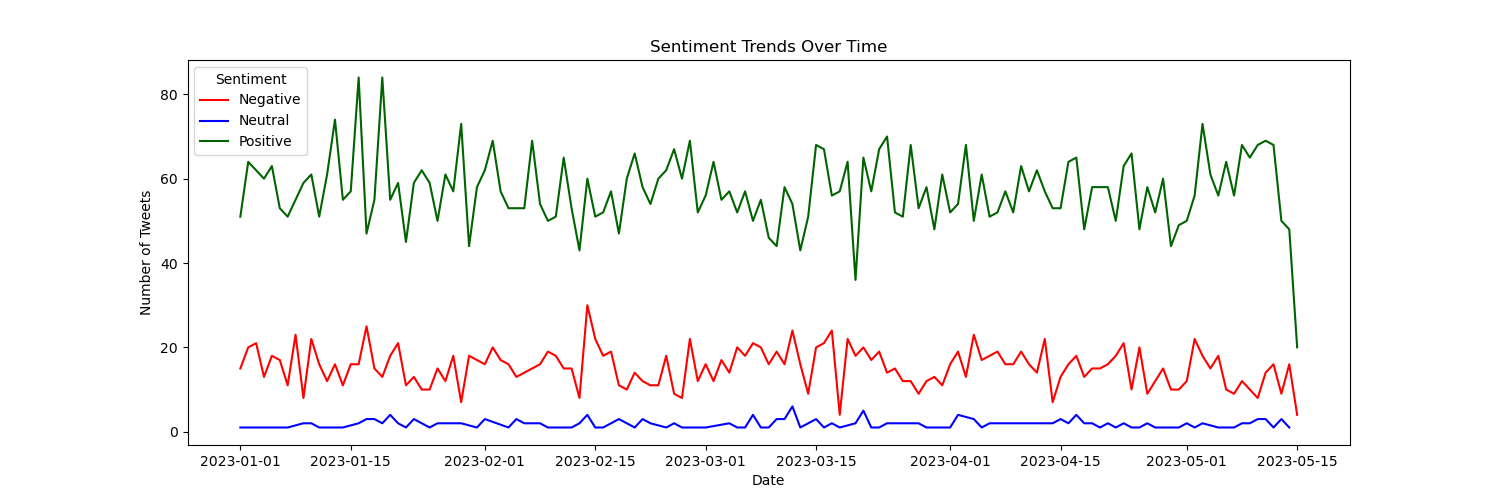 Sentiment Trends Over Time
Sentiment
Negative
Neutral
Positive
Number of Tweets
80
60
40
20
0
2023-01-01 2023-01-15 2023-02-01 2023-02-15 2023-03-01 2023-03-15 2023-04-01 2023-04-15 2023-05-01 2023-05-15
Date